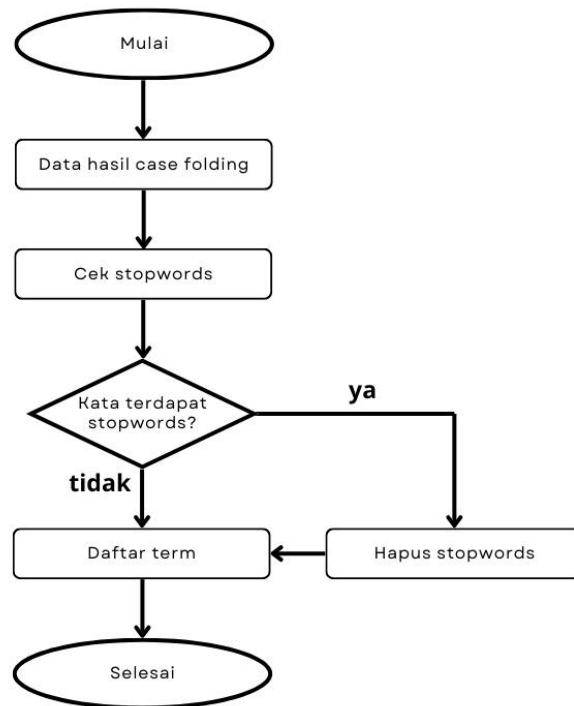 Mulai
Data hasil case folding
Cek stopwords
Kata terdapat
stopwords?
ya
tidak
Daftar term
Hapus stopwords
Selesai